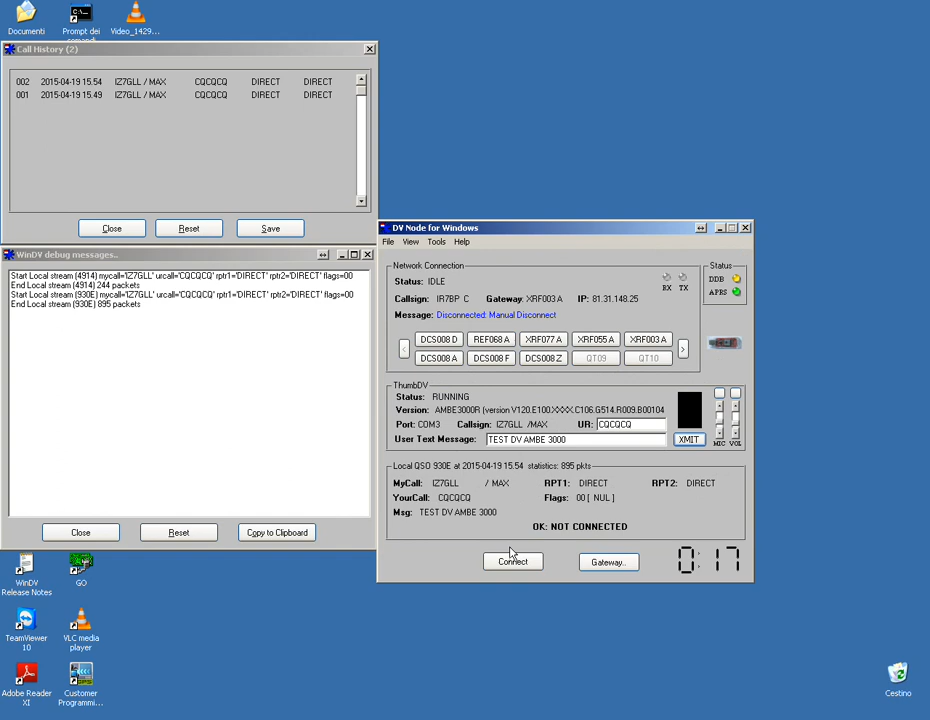 Documenti
Prompt dei
comandi
Video_1429...
Call History (2)
002 2015-04-19 15.54 IZ7GLL / MAX CQCQCQ DIRECT DIRECT
001 2015-04-19 15.49 IZ7GLL / MAX CQCQCQ DIRECT DIRECT
Close Reset Save
WinDV debug messages..
Start Local stream (4914) mycall='IZ7GLL' urcall='CQCQCQ' rptr1='DIRECT' rptr2='DIRECT' flags=00
End Local stream (4914) 244 packets
Start Local stream (930E) mycall='IZ7GLL' urcall='CQCQCQ' rptr1='DIRECT' rptr2='DIRECT' flags=00
End Local stream (930E) 895 packets
Close Reset Copy to Clipboard
DV Node for Windows
File View Tools Help
Network Connection
Status: IDLE
RX TX
Callsign: IR7BP C Gateway: XRF003 A IP: 81.31.148.25
Message: Disconnected: Manual Disconnect
Status
DDB
APRS
< DCS008 D REF068 A XRF077 A XRF055 A XRF003 A >
DCS008 A DCS008 F DCS008 Z QT09 QT10
ThumbDV
Status: RUNNING
Version: AMBE3000R (version V120.E100.XXXX.C106.G514.R009.B00104
Port: COM3 Callsign: IZ7GLL /MAX UR: CQCQCQ
User Text Message: TEST DV AMBE 3000 XMIT
MIC VOL
Local QSO 930E at 2015-04-19 15.54 statistics: 895 pkts
MyCall: IZ7GLL / MAX RPT1: DIRECT RPT2: DIRECT
YourCall: CQCQCQ Flags: 00 [ NUL ]
Msg: TEST DV AMBE 3000
OK: NOT CONNECTED
Connect Gateway.. 0:17
WinDV
Release Notes
GO
TeamViewer
10
VLC media
player
Adobe Reader
XI
Customer
Programmi...
Cestino